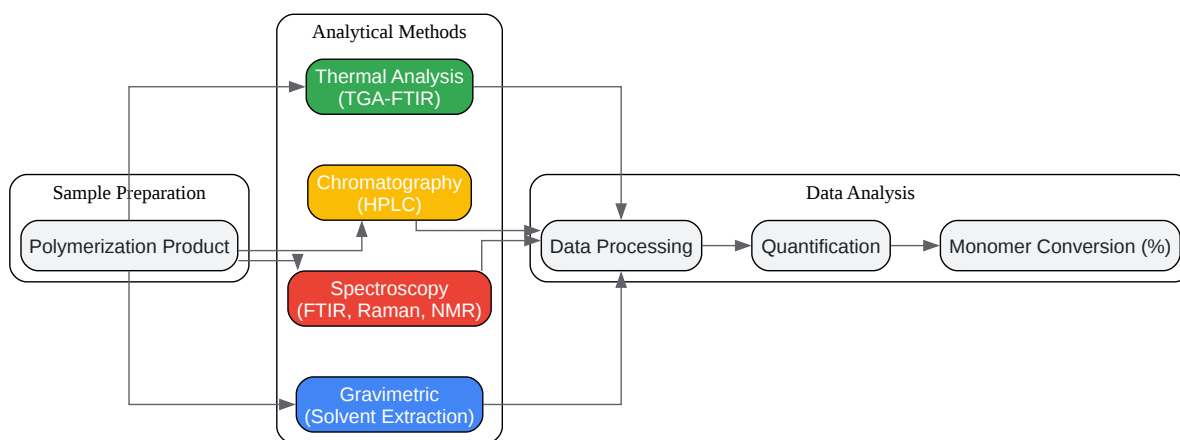 Analytical Methods
Thermal Analysis
(TGA-FTIR)
Sample Preparation
Chromatography
(HPLC)
Data Analysis
Polymerization Product
Data Processing
Quantification
Monomer Conversion (%)
Spectroscopy
(FTIR, Raman, NMR)
Gravimetric
(Solvent Extraction)